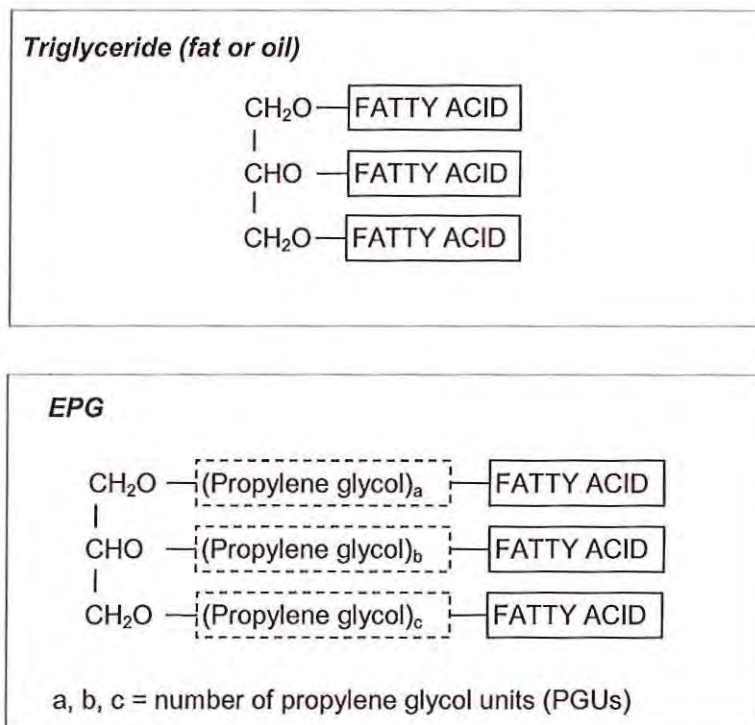 Triglyceride (fat or oil)
CH₂O — FATTY ACID
CHO — FATTY ACID
CH₂O — FATTY ACID
EPG
CH₂O — (Propylene glycol)ₐ — FATTY ACID
CHO — (Propylene glycol)b — FATTY ACID
CH₂O — (Propylene glycol)c — FATTY ACID
a, b, c = number of propylene glycol units (PGUs)